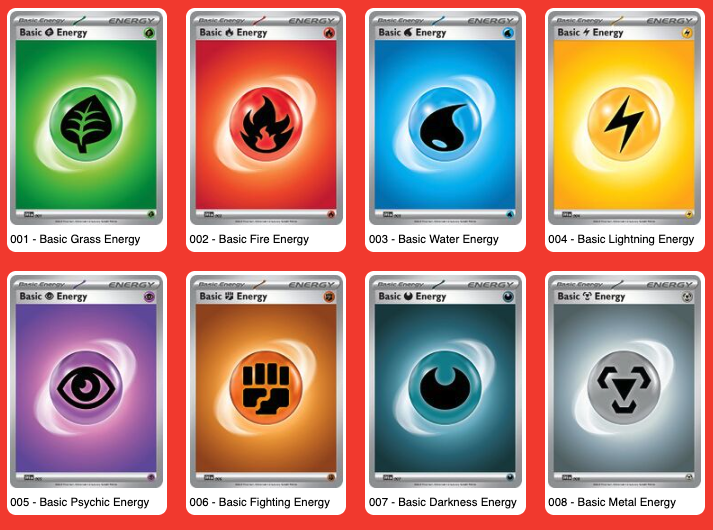 Basic Energy ENERGY
Basic Energy
001 - Basic Grass Energy
Basic Energy ENERGY
Basic Energy
002 - Basic Fire Energy
Basic Energy ENERGY
Basic Energy
003 - Basic Water Energy
Basic Energy ENERGY
Basic Energy
004 - Basic Lightning Energy
Basic Energy ENERGY
Basic Energy
005 - Basic Psychic Energy
Basic Energy ENERGY
Basic Energy
006 - Basic Fighting Energy
Basic Energy ENERGY
Basic Energy
007 - Basic Darkness Energy
Basic Energy ENERGY
Basic Energy
008 - Basic Metal Energy